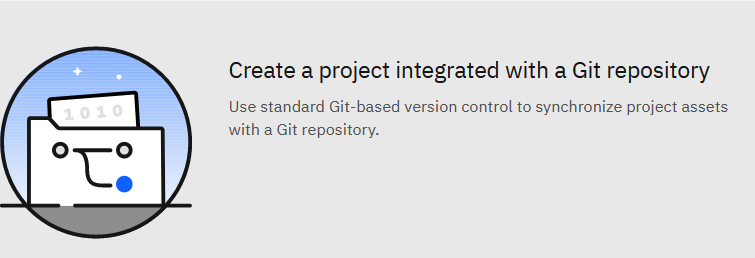 Create a project integrated with a Git repository
1010
Use standard Git-based version control to synchronize project assets
with a Git repository.